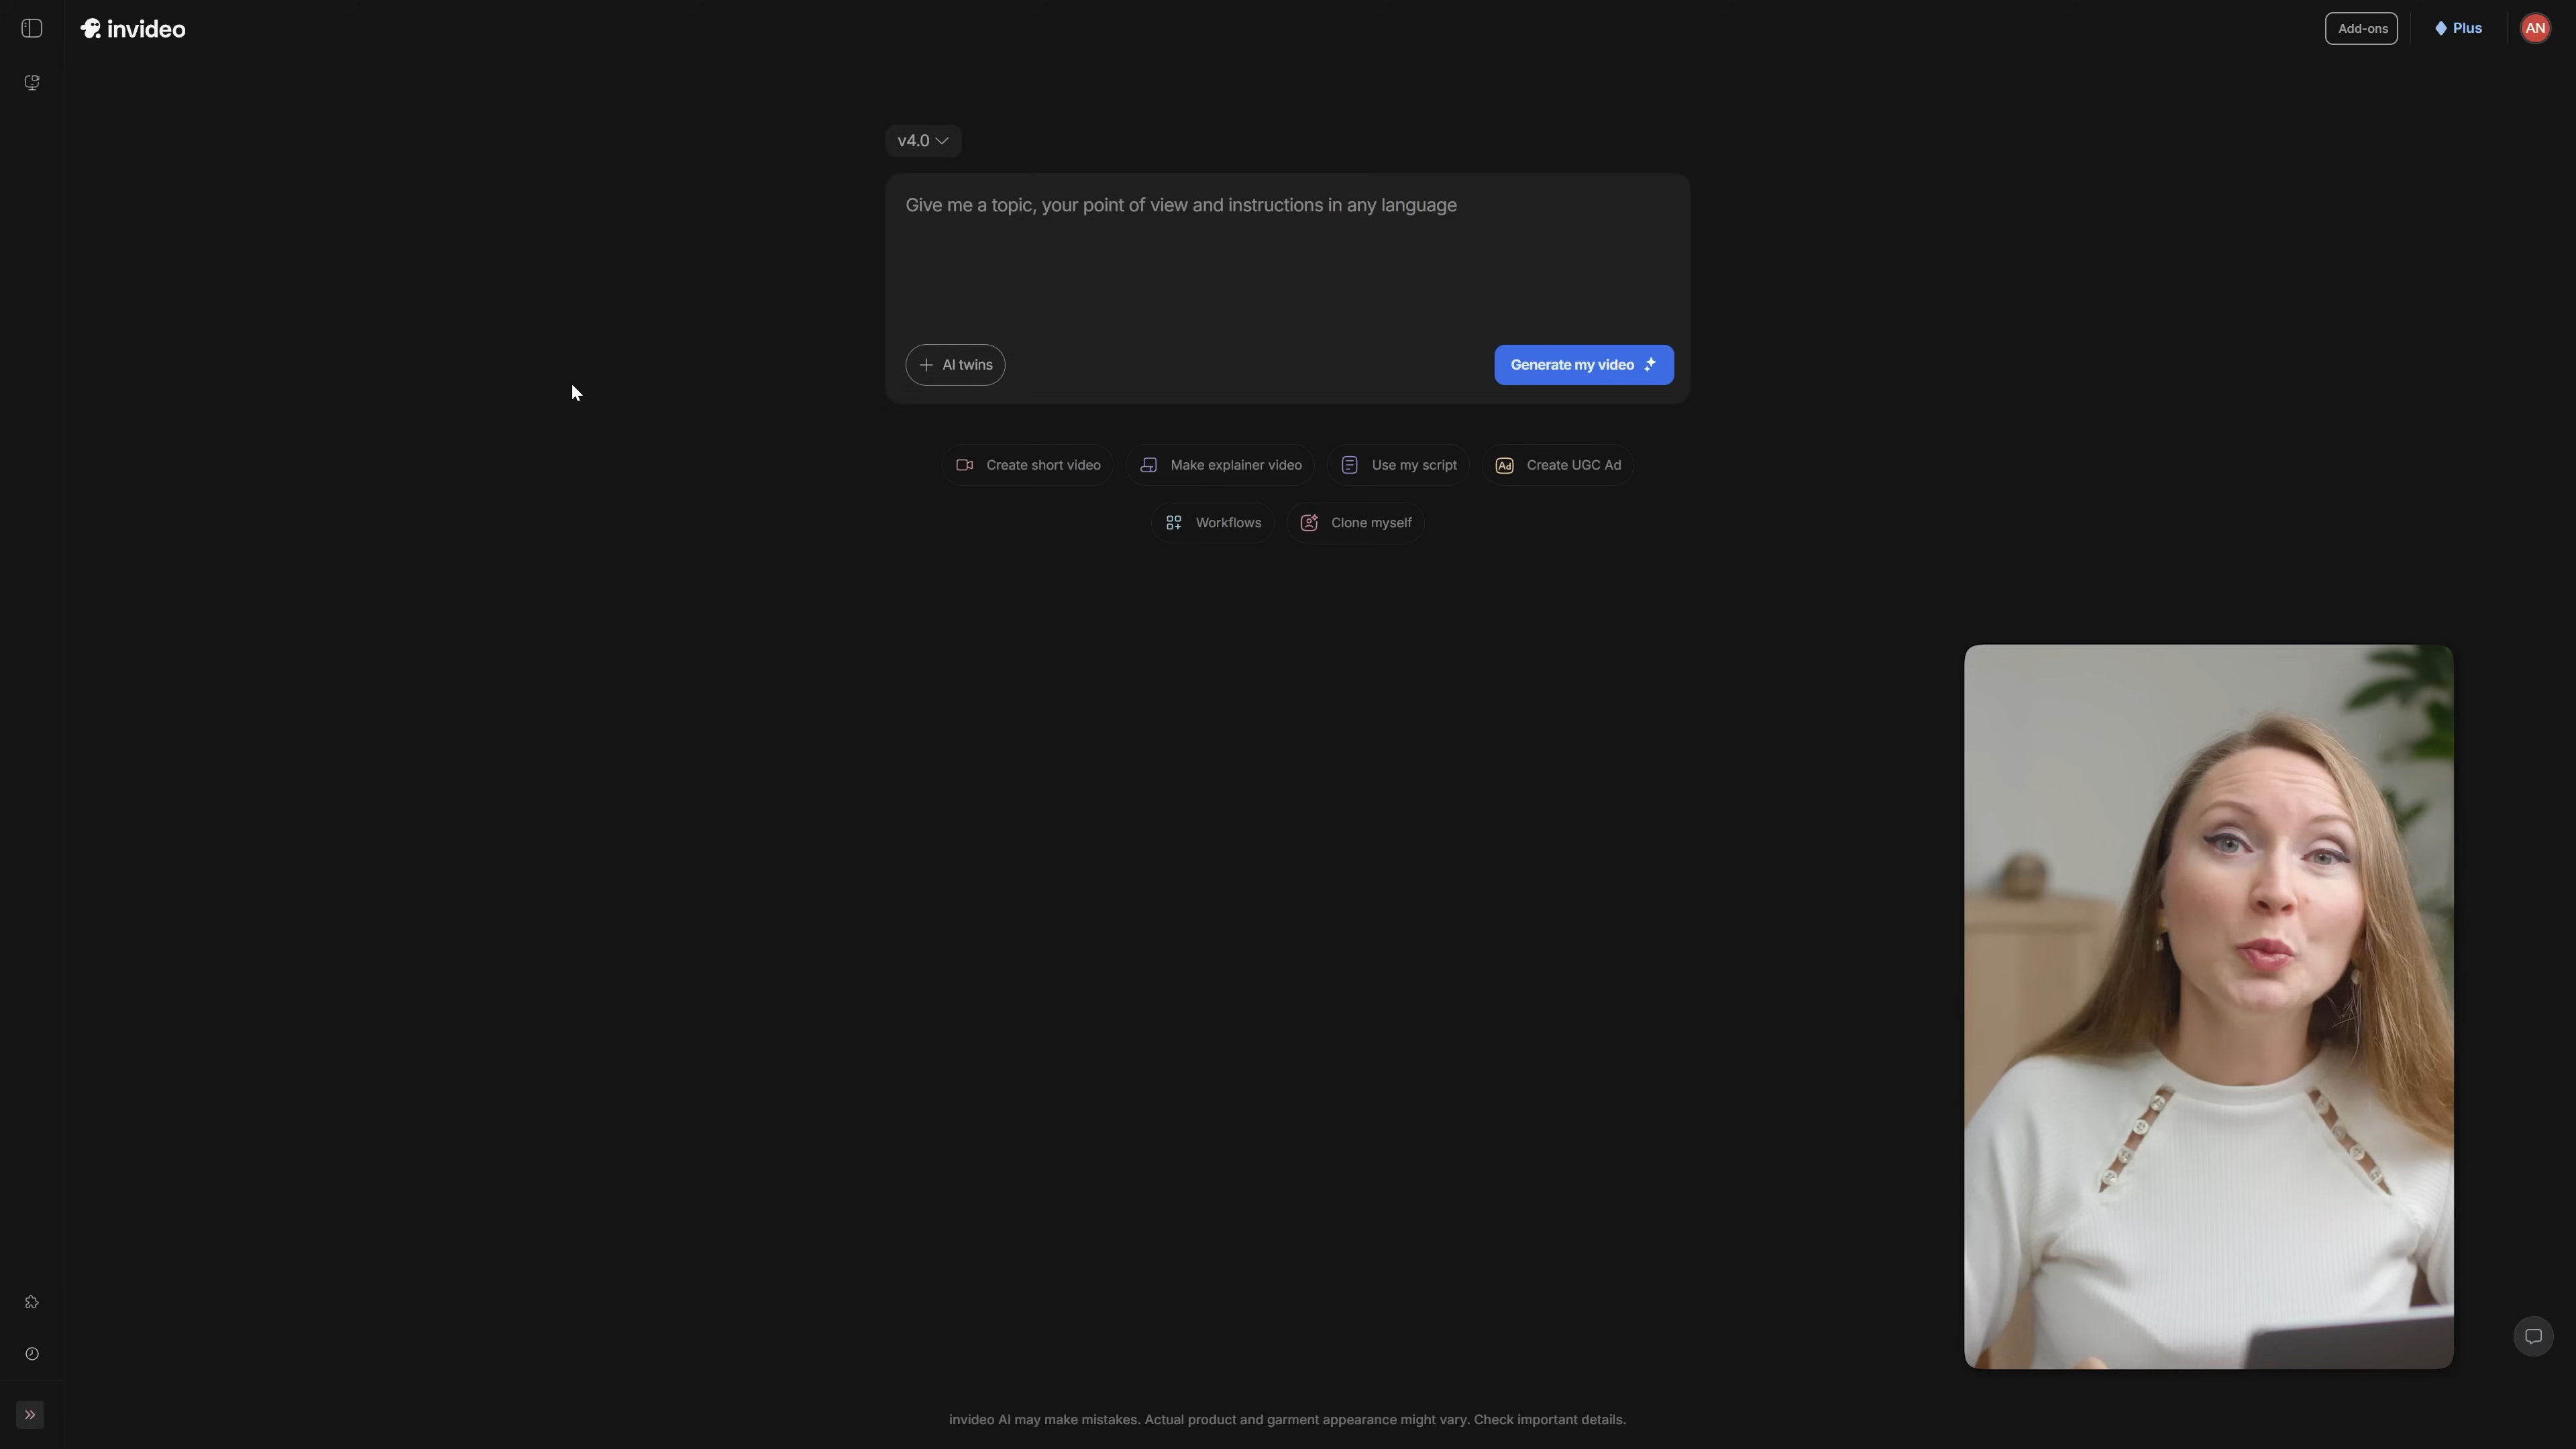 invideo
Add-ons
Plus
AN
v4.0
Give me a topic, your point of view and instructions in any language
AI twins
Generate my video
Create short video
Make explainer video
Use my script
Ad
Create UGC Ad
Workflows
Clone myself
invideo AI may make mistakes. Actual product and garment appearance might vary. Check important details.